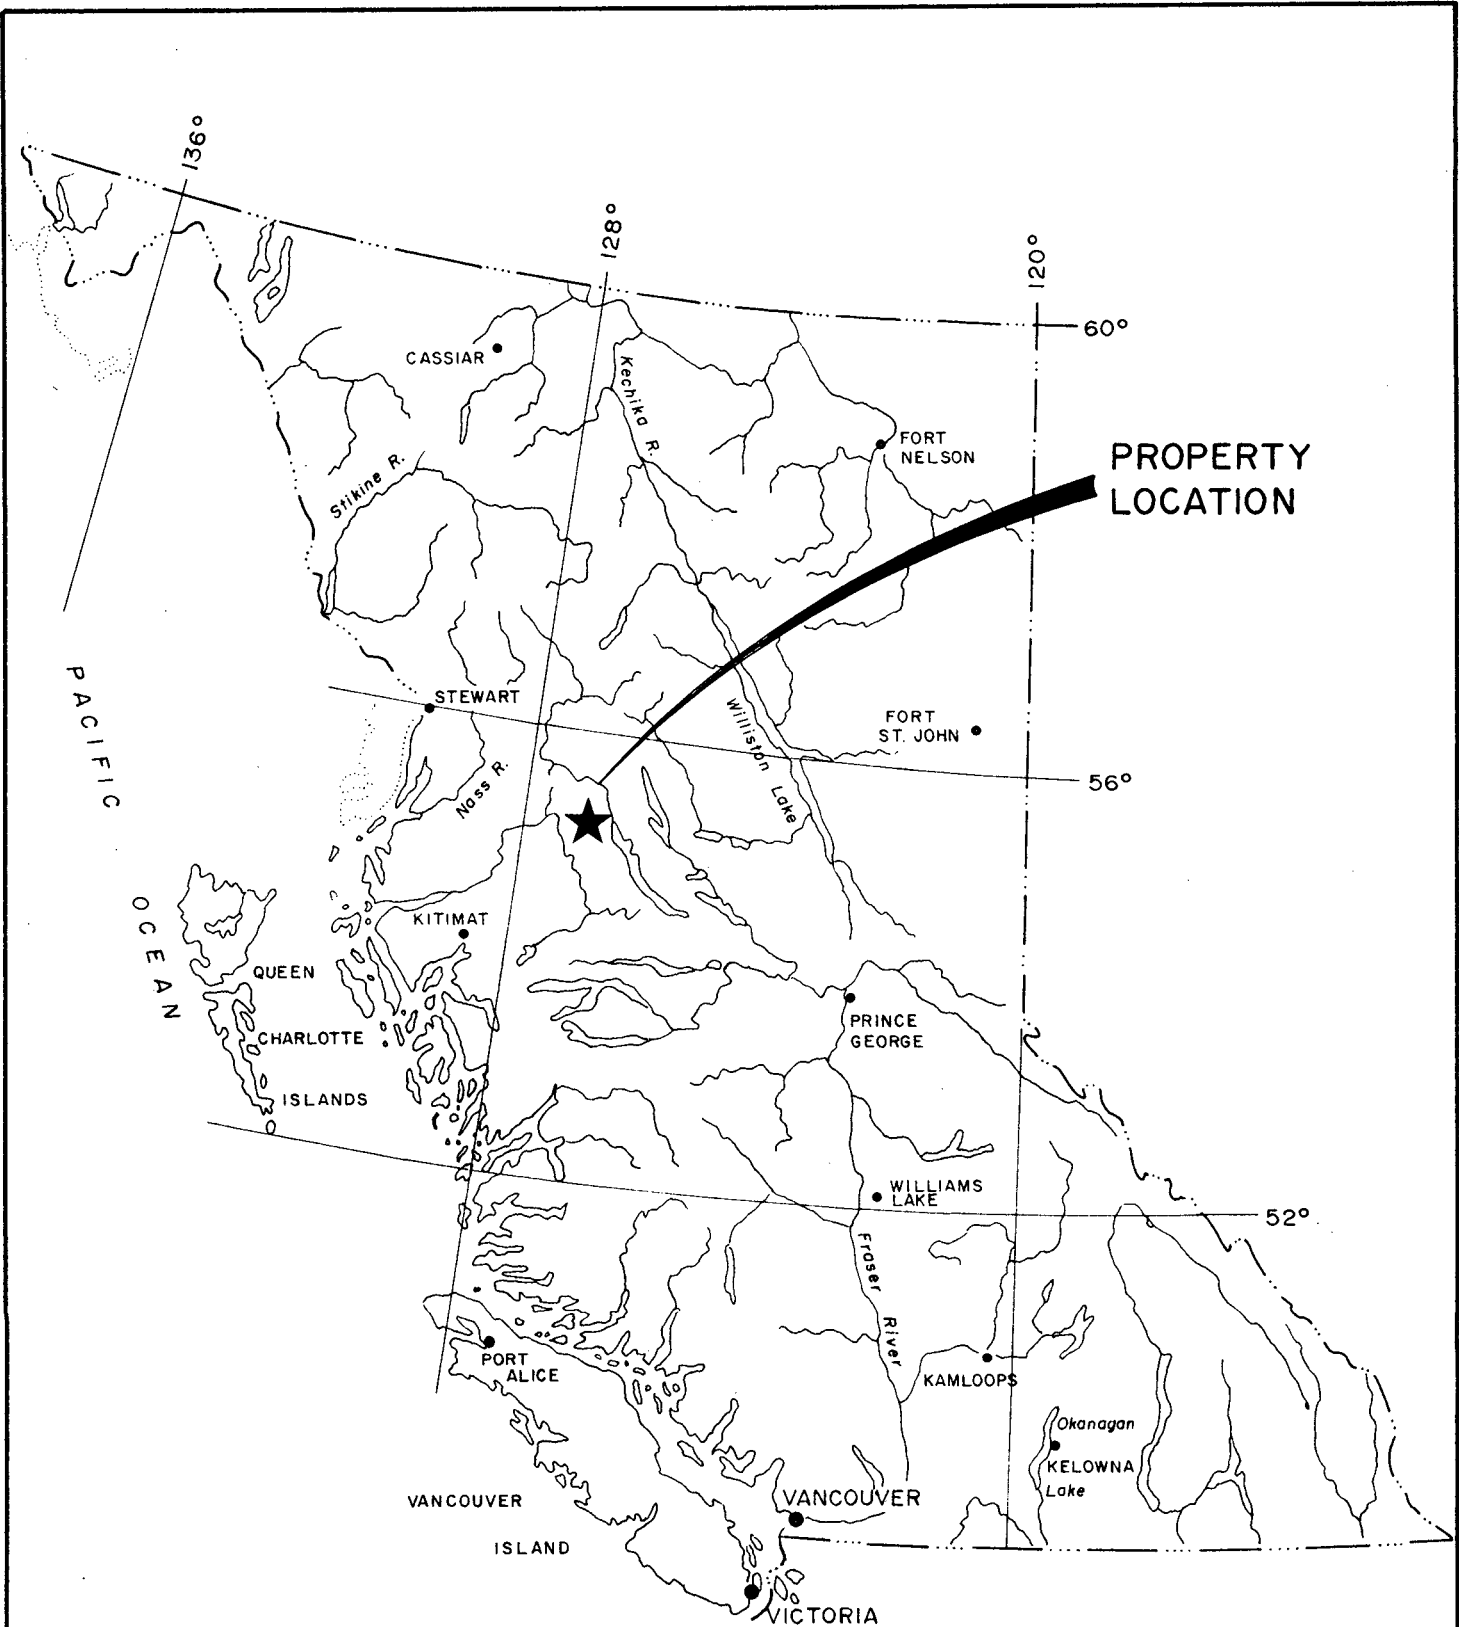 136°
128°
120°
60°
CASSIAR
Kechika R.
FORT
NELSON
PROPERTY
LOCATION
Stikine R.
STEWART
Williston Lake
FORT
ST. JOHN
56°
Nass R.
PACIFIC
OCEAN
KITIMAT
QUEEN
CHARLOTTE
ISLANDS
PRINCE
GEORGE
WILLIAMS
LAKE
52°
Fraser River
PORT
ALICE
KAMLOOPS
Okanagan
KELOWNA
Lake
VANCOUVER
ISLAND
VANCOUVER
VICTORIA